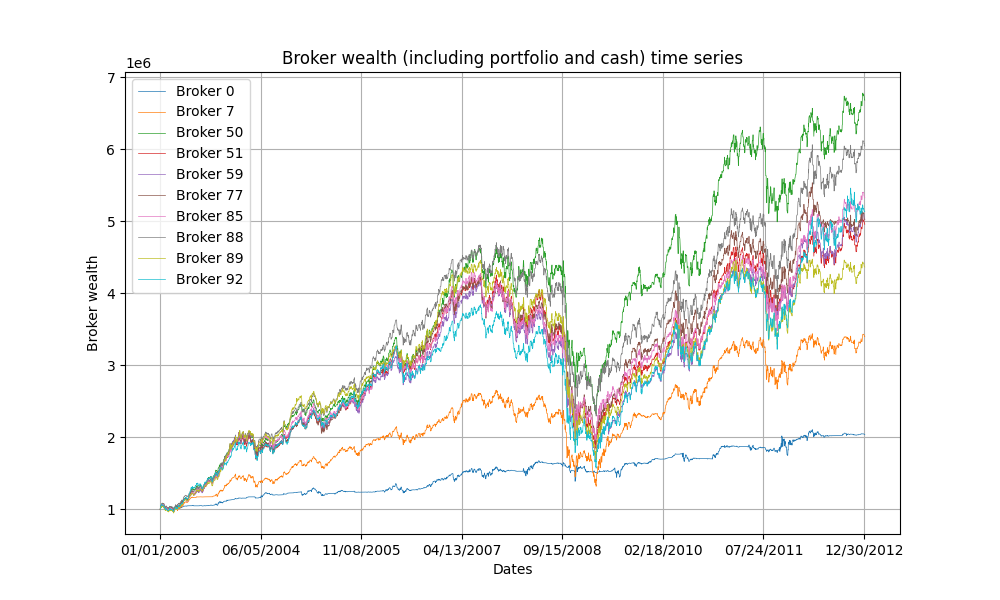 Broker wealth (including portfolio and cash) time series
1e6
7
6
5
4
3
2
1
Broker wealth
Broker 0
Broker 7
Broker 50
Broker 51
Broker 59
Broker 77
Broker 85
Broker 88
Broker 89
Broker 92
01/01/2003 06/05/2004 11/08/2005 04/13/2007 09/15/2008 02/18/2010 07/24/2011 12/30/2012
Dates